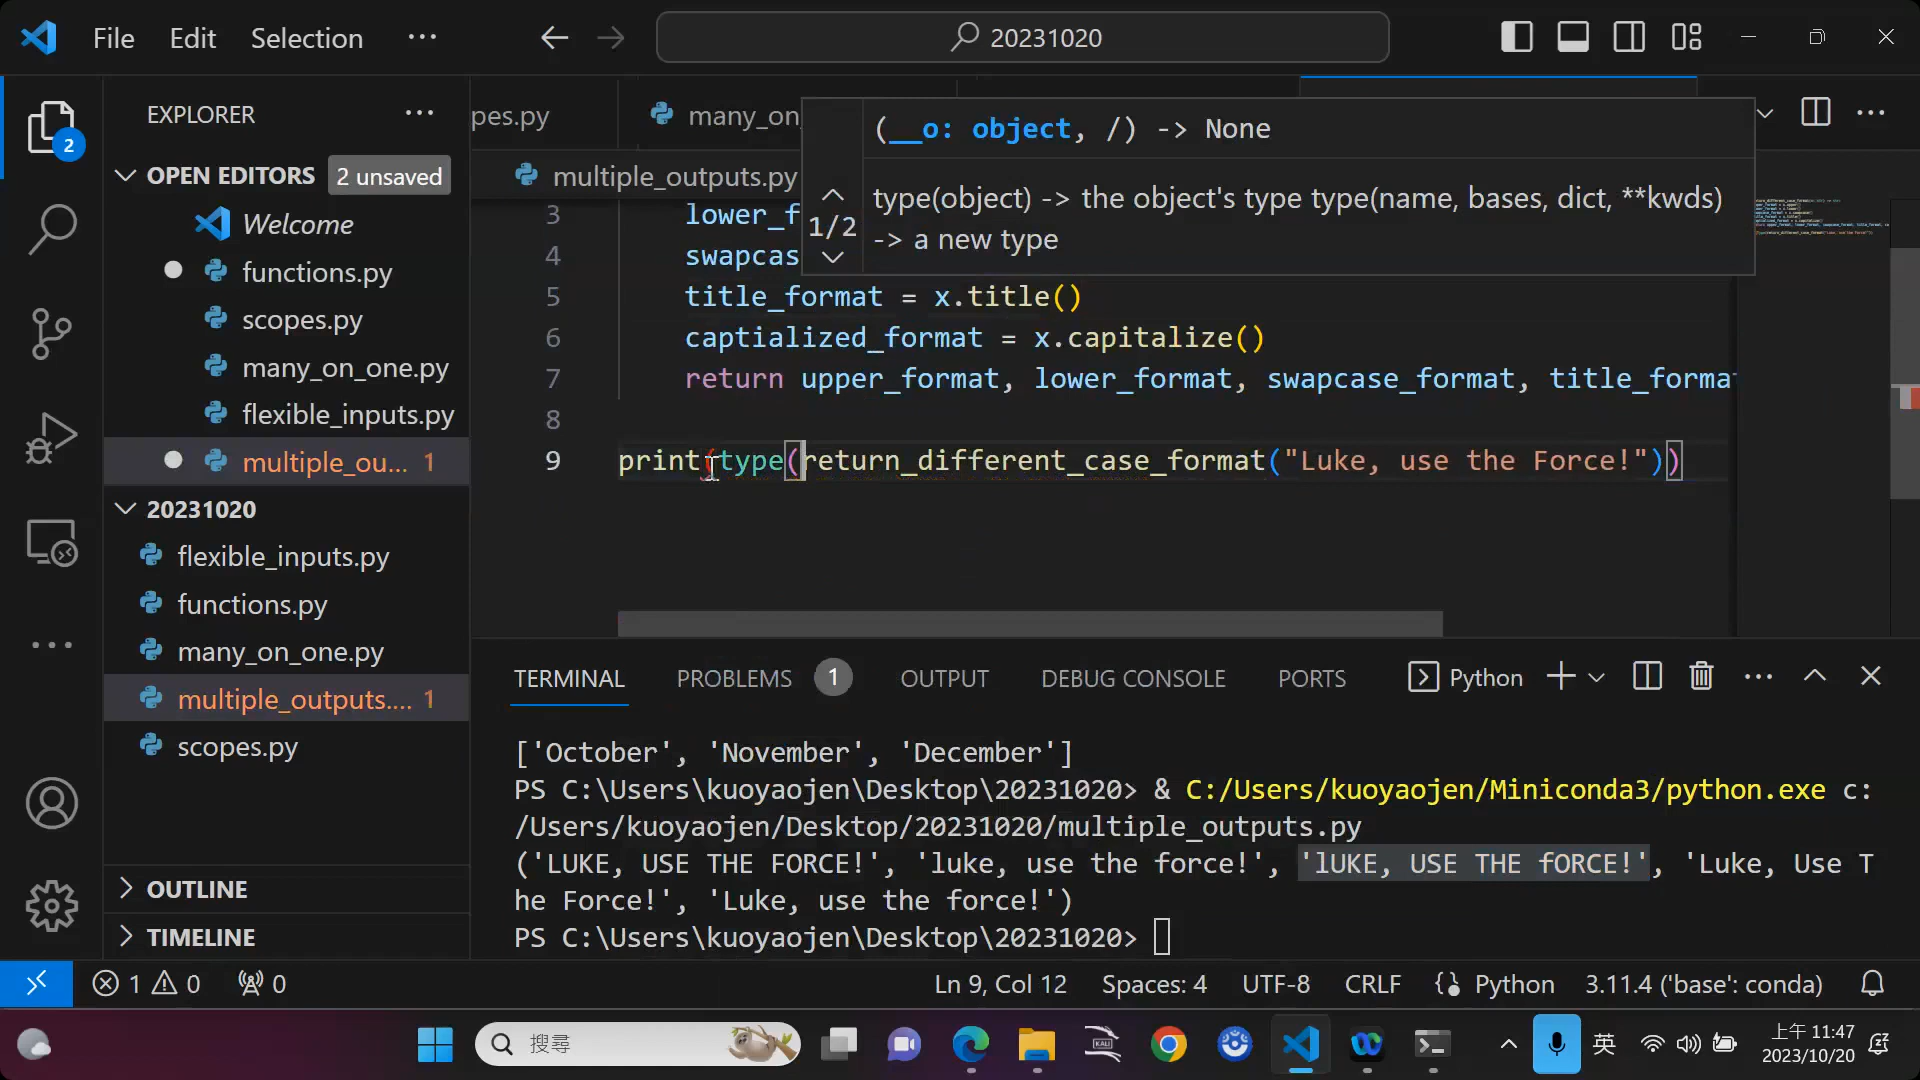 File Edit Selection ··· 20231020
EXPLORER ···
OPEN EDITORS 2 unsaved
Welcome
functions.py
scopes.py
many_on_one.py
flexible_inputs.py
multiple_ou... 1
20231020
flexible_inputs.py
functions.py
many_on_one.py
multiple_outputs.... 1
scopes.py
OUTLINE
TIMELINE
2
pes.py many_on_
multiple_outputs.py
(__o: object, /) -> None
1/2
type(object) -> the object's type type(name, bases, dict, **kwds)
-> a new type
3 lower_f
4 swapcas
5 title_format = x.title()
6 captialized_format = x.capitalize()
7 return upper_format, lower_format, swapcase_format, title_forma
8
9 print(type(return_different_case_format("Luke, use the Force!"))
TERMINAL PROBLEMS 1 OUTPUT DEBUG CONSOLE PORTS Python
['October', 'November', 'December']
PS C:\Users\kuoyaojen\Desktop\20231020> & C:/Users/kuoyaojen/Miniconda3/python.exe c:
/Users/kuoyaojen/Desktop/20231020/multiple_outputs.py
('LUKE, USE THE FORCE!', 'luke, use the force!', 'lUKE, USE THE fORCE!', 'Luke, Use T
he Force!', 'Luke, use the force!')
PS C:\Users\kuoyaojen\Desktop\20231020>
1 0 0 Ln 9, Col 12 Spaces: 4 UTF-8 CRLF Python 3.11.4 ('base': conda)
搜尋 KALI 英 上午 11:47
2023/10/20